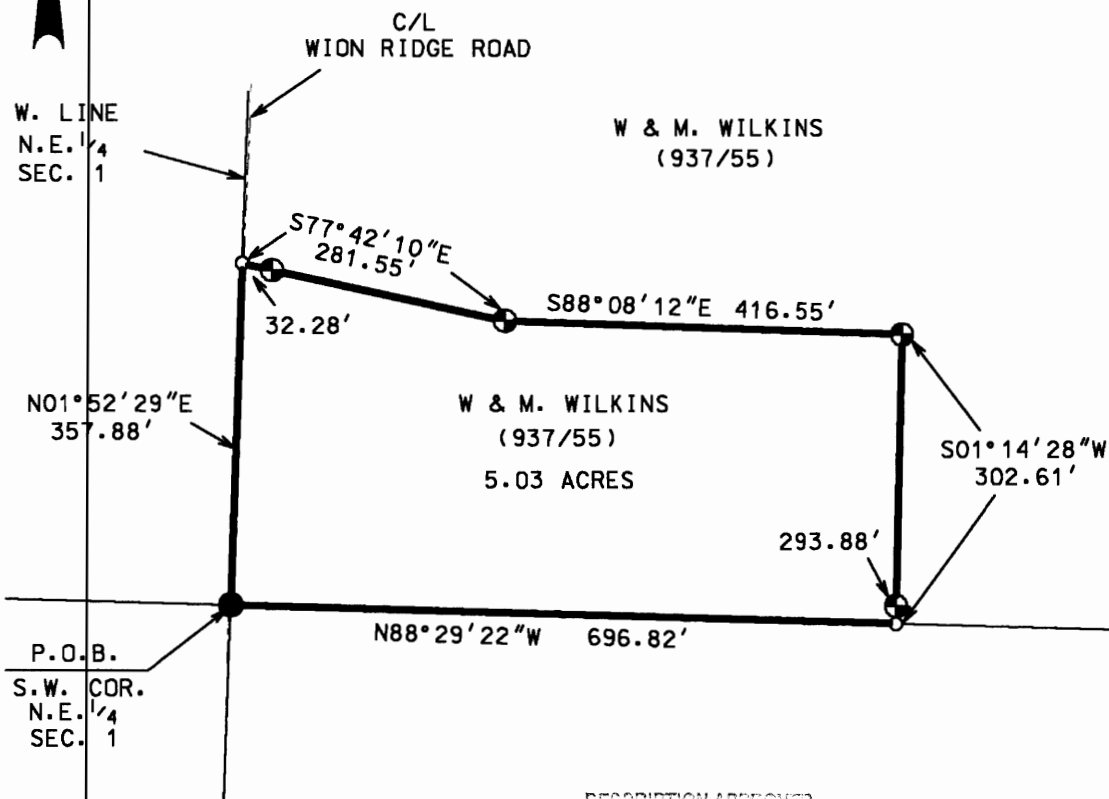 C/L
WION RIDGE ROAD
W. LINE
N.E. 1/4
SEC. 1
W & M. WILKINS
(937/55)
S77°42'10"E
281.55'
32.28'
S88°08'12"E 416.55'
N01°52'29"E
357.88'
W & M. WILKINS
(937/55)
5.03 ACRES
S01°14'28"W
302.61'
293.88'
N88°29'22"W 696.82'
P.O.B.
S.W. COR.
N.E. 1/4
SEC. 1
DESCRIPTION APPROVED